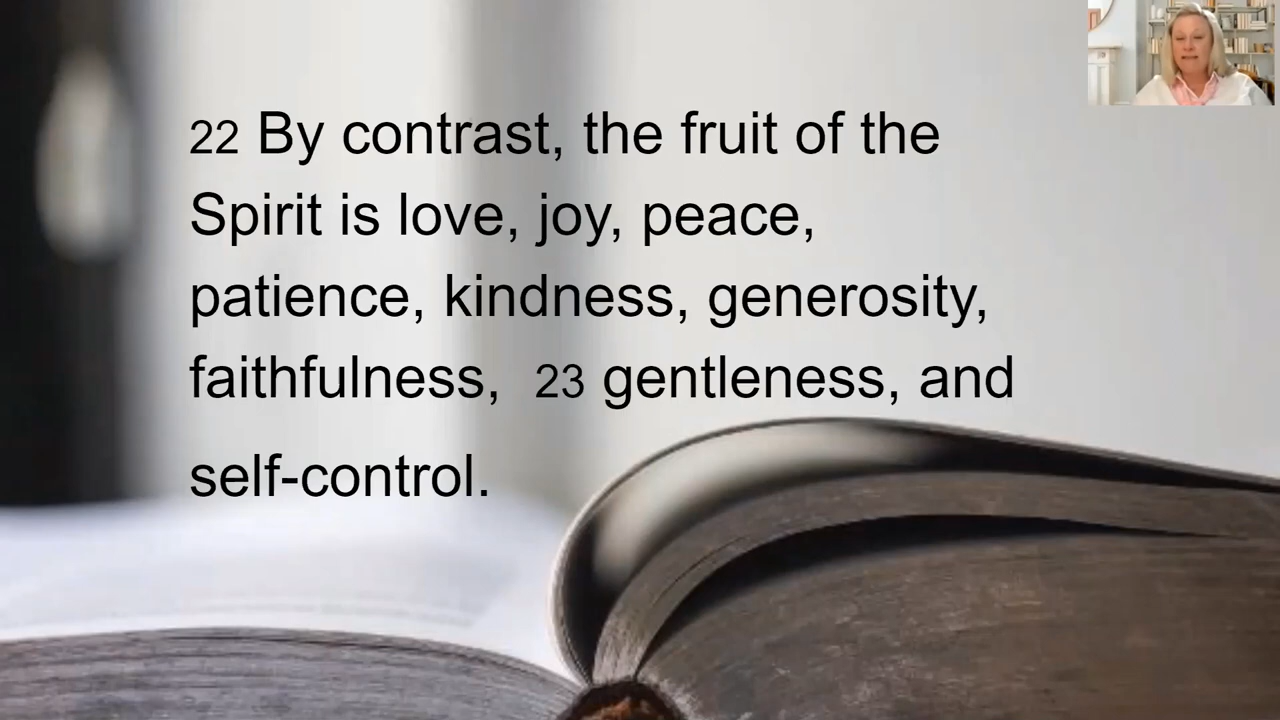 22 By contrast, the fruit of the
Spirit is love, joy, peace,
patience, kindness, generosity,
faithfulness,  23 gentleness, and
self-control.